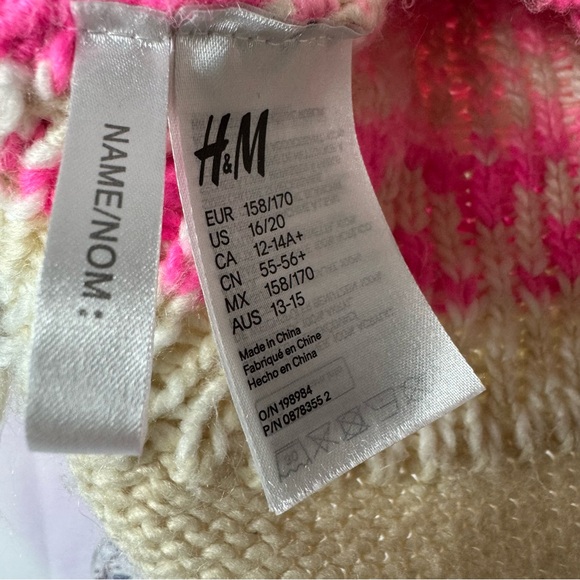 NAME/NOM:
H&M
EUR 158/170
US 16/20
CA 12-14A+
CN 55-56+
MX 158/170
AUS 13-15
Made in China
Fabriqué en Chine
Hecho en China
O/N 198984
P/N 0878355 2